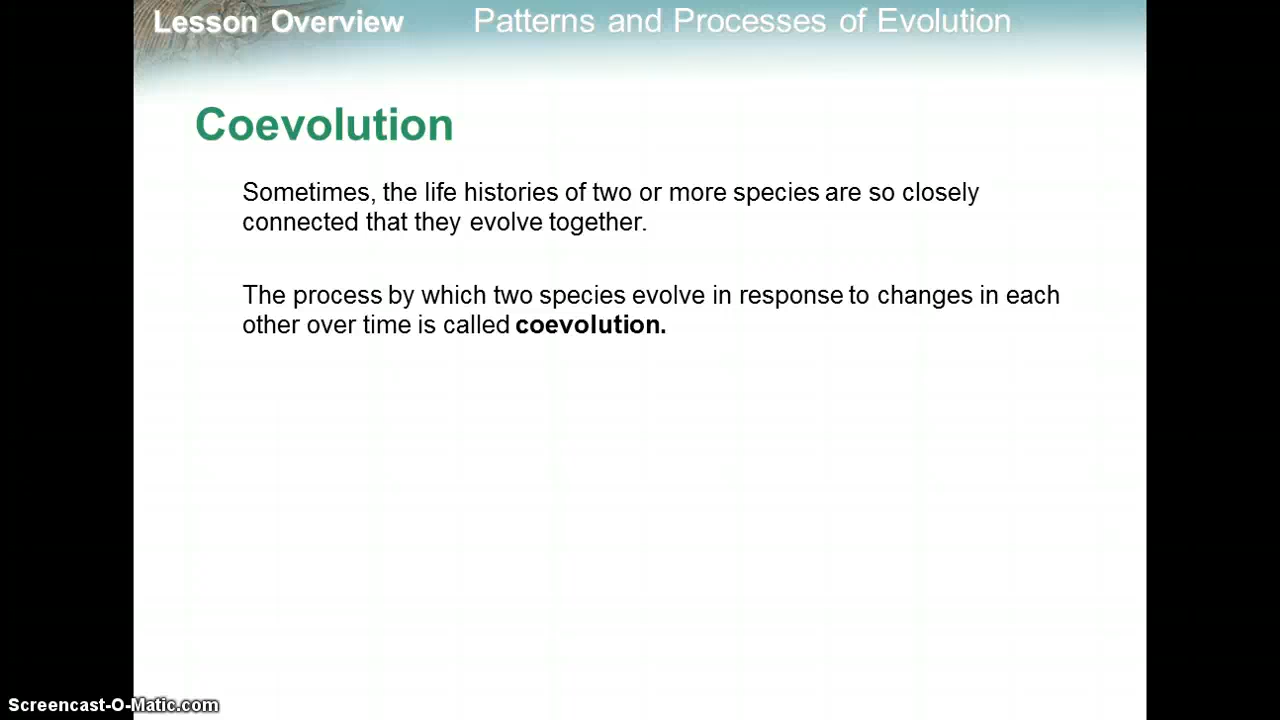 Lesson Overview Patterns and Processes of Evolution
Coevolution
Sometimes, the life histories of two or more species are so closely
connected that they evolve together.
The process by which two species evolve in response to changes in each
other over time is called coevolution.
Screencast-O-Matic.com